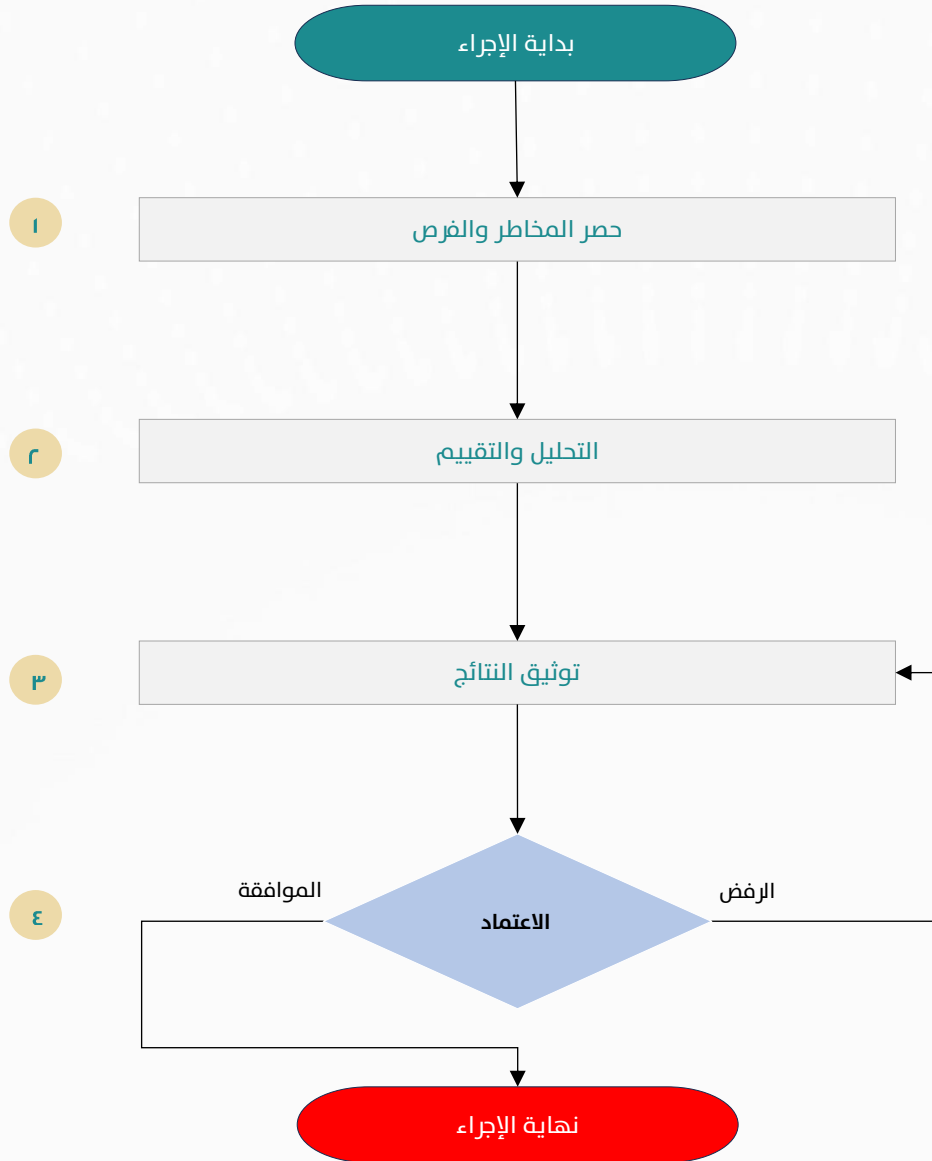 بداية الإجراء
١
حصر المخاطر والفرص
٢
التحليل والتقييم
٣
توثيق النتائج
٤
الموافقة
الاعتماد
الرفض
نهاية الإجراء